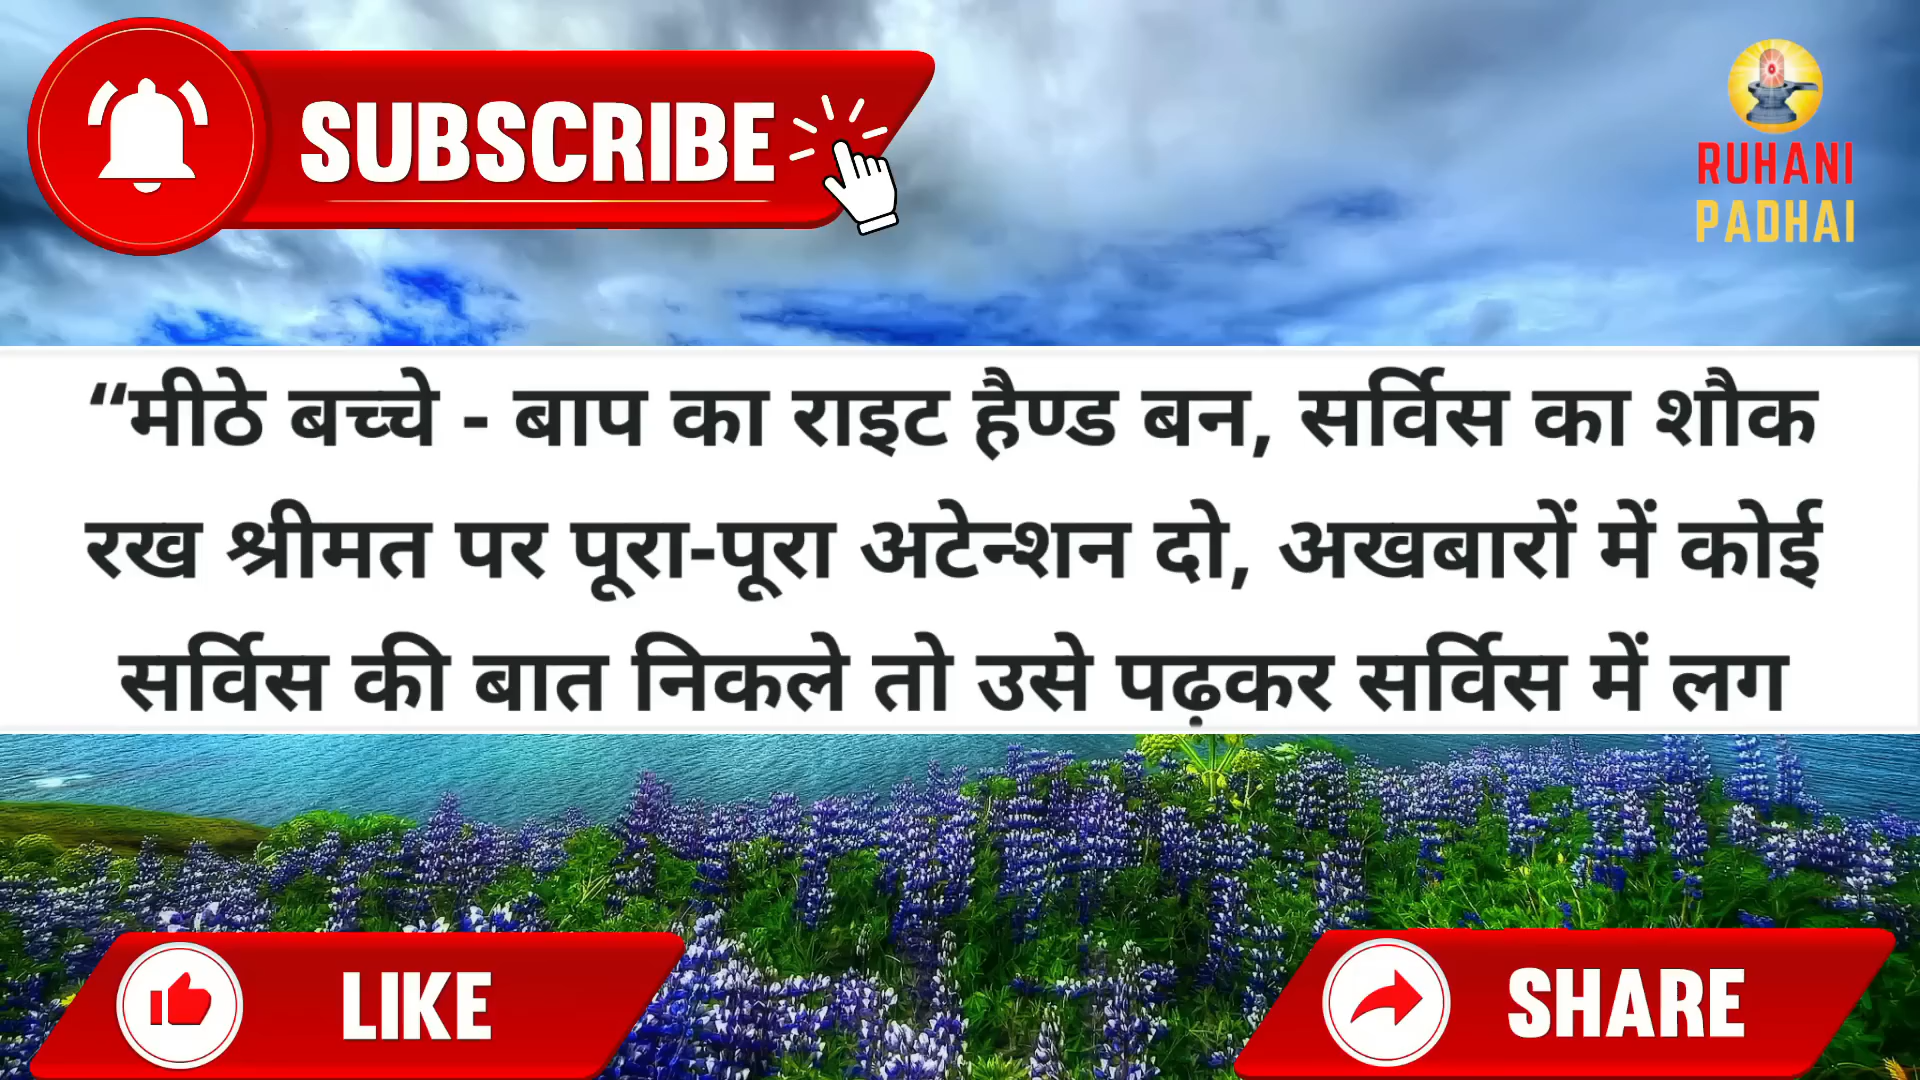 SUBSCRIBE
RUHANI
PADHAI
“मीठे बच्चे - बाप का राइट हैण्ड बन, सर्विस का शौक
रख श्रीमत पर पूरा-पूरा अटेन्शन दो, अखबारों में कोई
सर्विस की बात निकले तो उसे पढ़कर सर्विस में लग
LIKE
SHARE